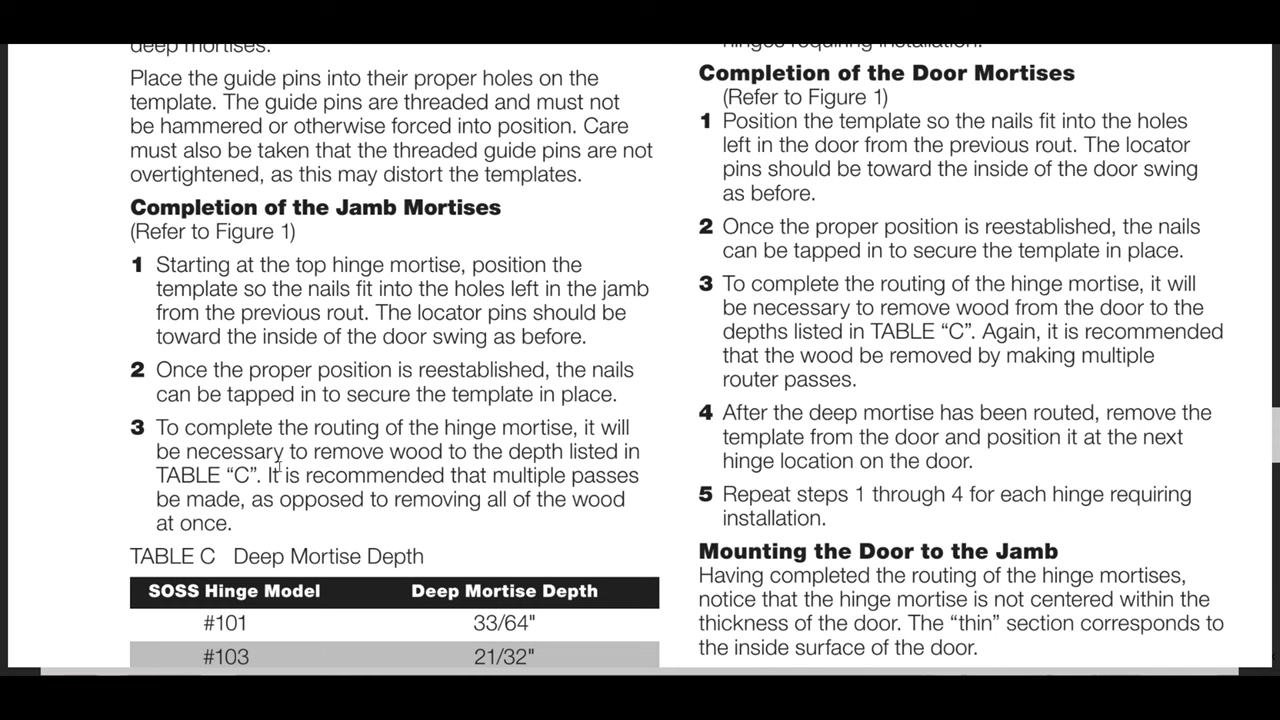 deep mortises.
Place the guide pins into their proper holes on the
template. The guide pins are threaded and must not
be hammered or otherwise forced into position. Care
must also be taken that the threaded guide pins are not
overtightened, as this may distort the templates.
Completion of the Jamb Mortises
(Refer to Figure 1)
1 Starting at the top hinge mortise, position the
template so the nails fit into the holes left in the jamb
from the previous rout. The locator pins should be
toward the inside of the door swing as before.
2 Once the proper position is reestablished, the nails
can be tapped in to secure the template in place.
3 To complete the routing of the hinge mortise, it will
be necessary to remove wood to the depth listed in
TABLE “C”. It is recommended that multiple passes
be made, as opposed to removing all of the wood
at once.
TABLE C Deep Mortise Depth
SOSS Hinge Model Deep Mortise Depth
#101 33/64"
#103 21/32"
hinges requiring installation.
Completion of the Door Mortises
(Refer to Figure 1)
1 Position the template so the nails fit into the holes
left in the door from the previous rout. The locator
pins should be toward the inside of the door swing
as before.
2 Once the proper position is reestablished, the nails
can be tapped in to secure the template in place.
3 To complete the routing of the hinge mortise, it will
be necessary to remove wood from the door to the
depths listed in TABLE “C”. Again, it is recommended
that the wood be removed by making multiple
router passes.
4 After the deep mortise has been routed, remove the
template from the door and position it at the next
hinge location on the door.
5 Repeat steps 1 through 4 for each hinge requiring
installation.
Mounting the Door to the Jamb
Having completed the routing of the hinge mortises,
notice that the hinge mortise is not centered within the
thickness of the door. The “thin” section corresponds to
the inside surface of the door.